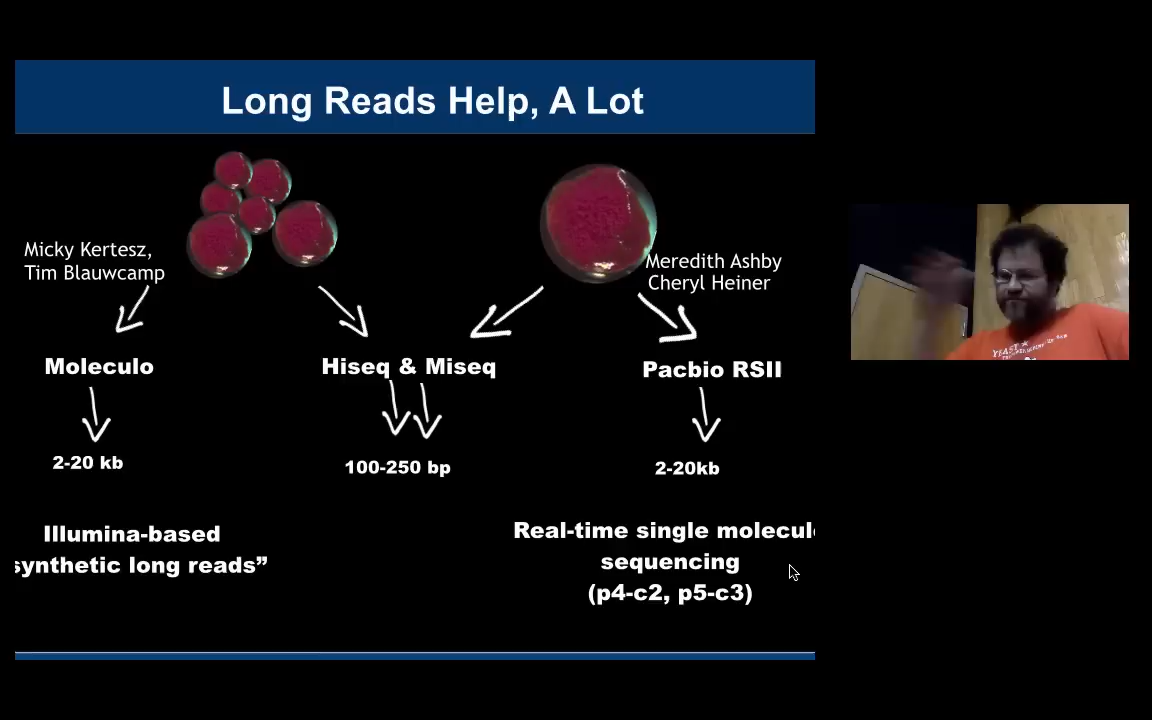 Long Reads Help, A Lot
Micky Kertesz,
Tim Blauwcamp
Meredith Ashby
Cheryl Heiner
Moleculo
Hiseq & Miseq
Pacbio RSII
2-20 kb
100-250 bp
2-20kb
Illumina-based
synthetic long reads”
Real-time single molecul
sequencing
(p4-c2, p5-c3)
YEAST